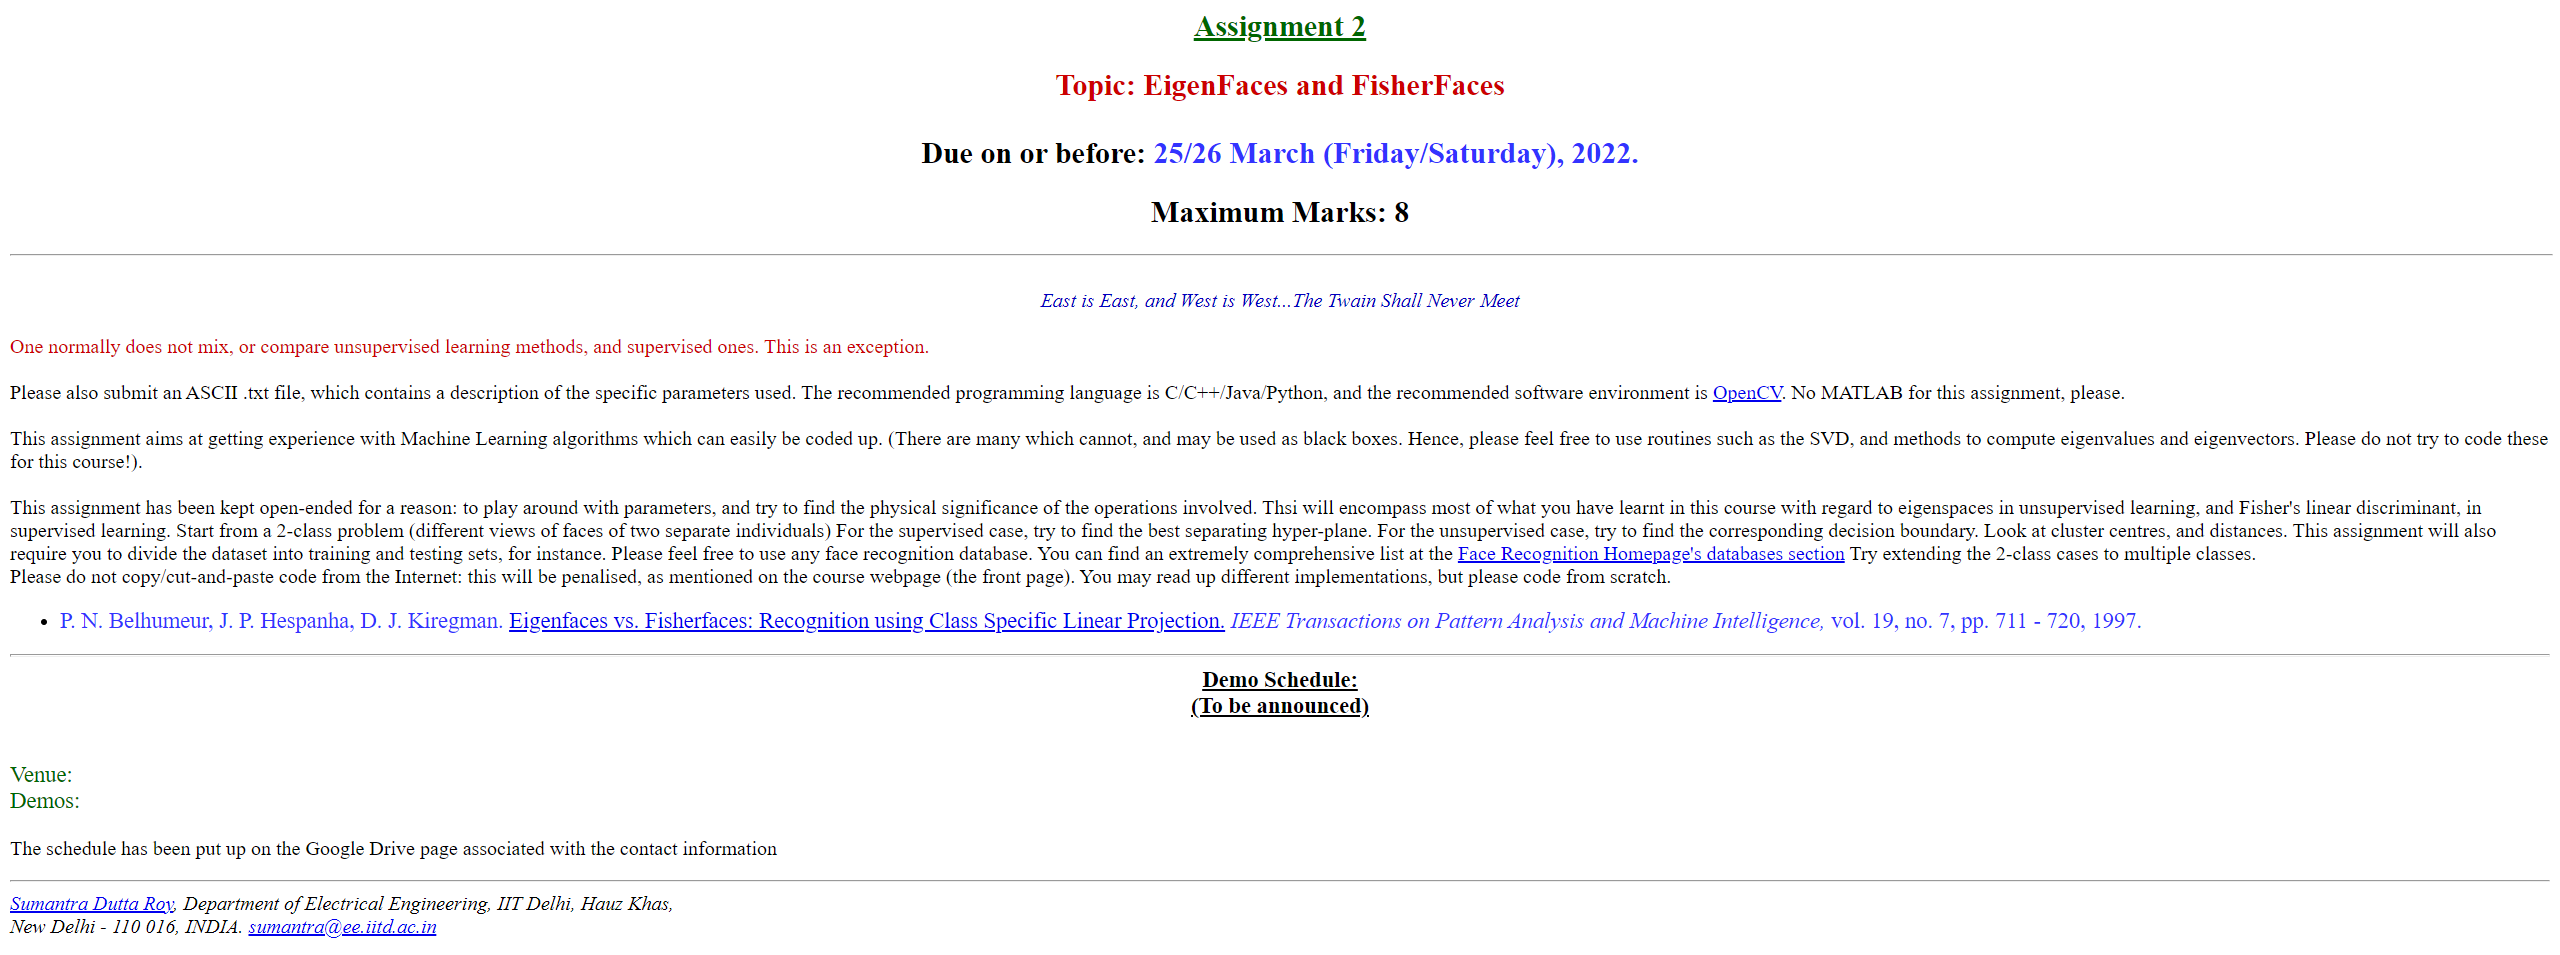 Assignment 2
Topic: EigenFaces and FisherFaces
Due on or before: 25/26 March (Friday/Saturday), 2022.
Maximum Marks: 8
East is East, and West is West...The Twain Shall Never Meet
One normally does not mix, or compare unsupervised learning methods, and supervised ones. This is an exception.
Please also submit an ASCII .txt file, which contains a description of the specific parameters used. The recommended programming language is C/C++/Java/Python, and the recommended software environment is OpenCV. No MATLAB for this assignment, please.
This assignment aims at getting experience with Machine Learning algorithms which can easily be coded up. (There are many which cannot, and may be used as black boxes. Hence, please feel free to use routines such as the SVD, and methods to compute eigenvalues and eigenvectors. Please do not try to code these
for this course!).
This assignment has been kept open-ended for a reason: to play around with parameters, and try to find the physical significance of the operations involved. Thsi will encompass most of what you have learnt in this course with regard to eigenspaces in unsupervised learning, and Fisher's linear discriminant, in
supervised learning. Start from a 2-class problem (different views of faces of two separate individuals) For the supervised case, try to find the best separating hyper-plane. For the unsupervised case, try to find the corresponding decision boundary. Look at cluster centres, and distances. This assignment will also
require you to divide the dataset into training and testing sets, for instance. Please feel free to use any face recognition database. You can find an extremely comprehensive list at the Face Recognition Homepage's databases section Try extending the 2-class cases to multiple classes.
Please do not copy/cut-and-paste code from the Internet: this will be penalised, as mentioned on the course webpage (the front page). You may read up different implementations, but please code from scratch.
• P. N. Belhumeur, J. P. Hespanha, D. J. Kiregman. Eigenfaces vs. Fisherfaces: Recognition using Class Specific Linear Projection. IEEE Transactions on Pattern Analysis and Machine Intelligence, vol. 19, no. 7, pp. 711 - 720, 1997.
Demo Schedule:
(To be announced)
Venue:
Demos:
The schedule has been put up on the Google Drive page associated with the contact information
Sumantra Dutta Roy, Department of Electrical Engineering, IIT Delhi, Hauz Khas,
New Delhi - 110 016, INDIA. sumantra@ee.iitd.ac.in